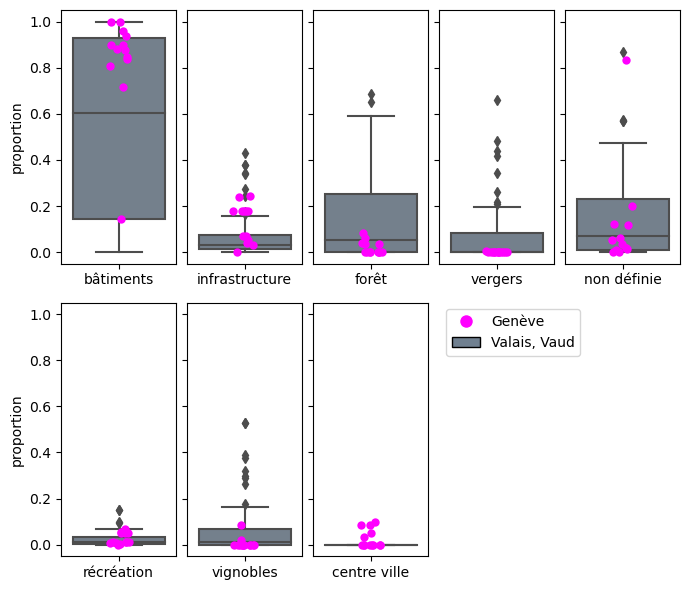 proportion
1.0
0.8
0.6
0.4
0.2
0.0
bâtiments
infrastructure
forêt
vergers
non définie
proportion
1.0
0.8
0.6
0.4
0.2
0.0
récréation
vignobles
centre ville
Genève
Valais, Vaud